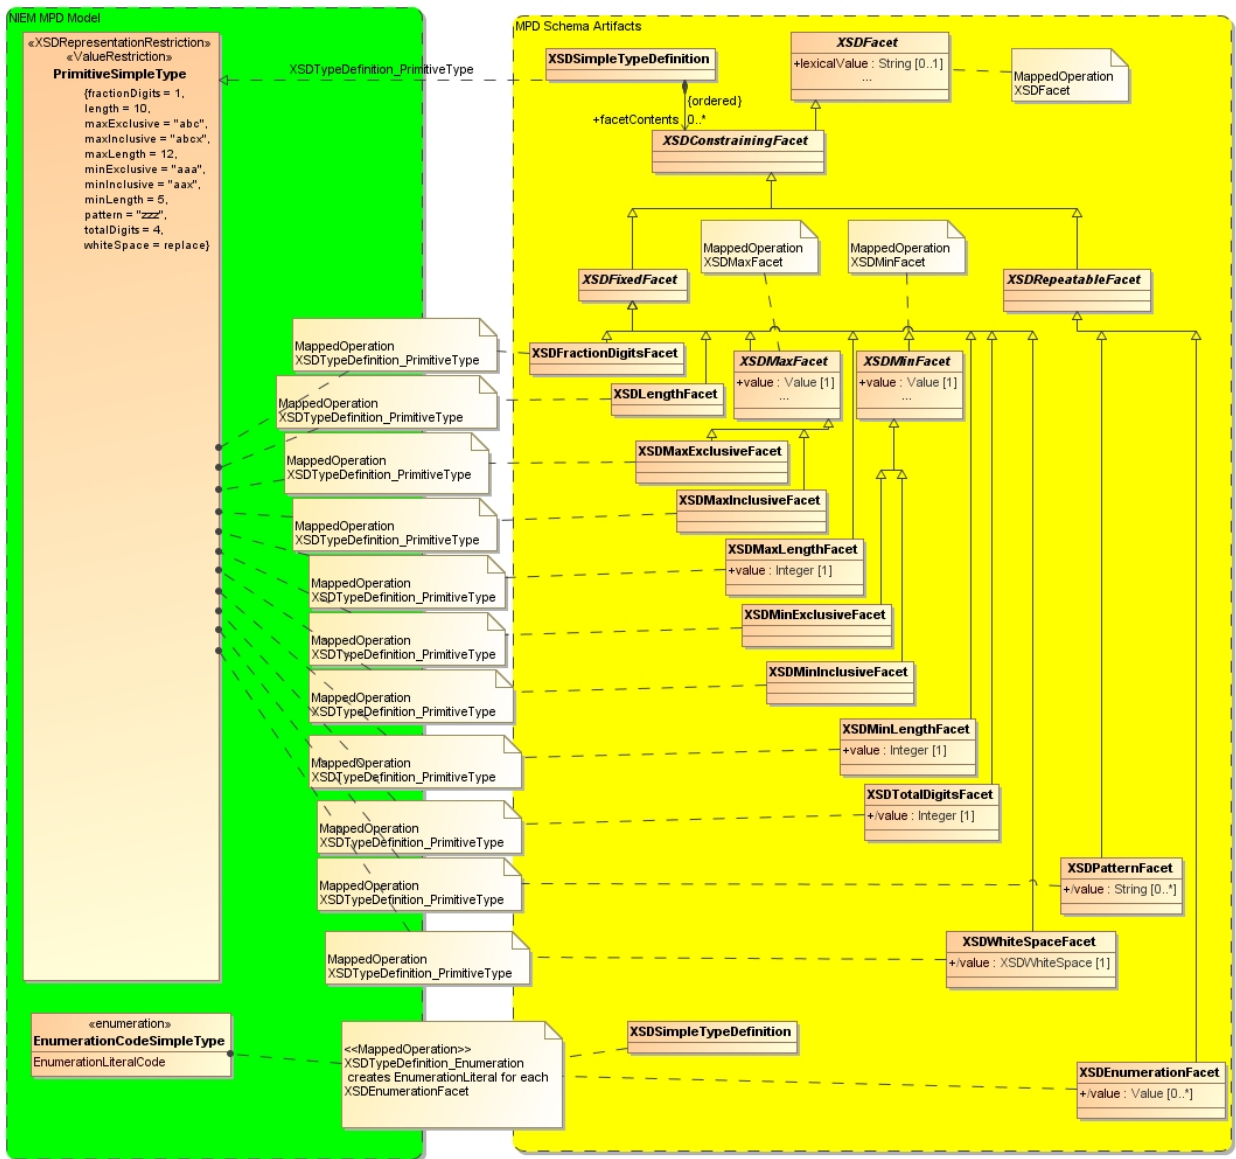 NIEM MPD Model
«XSDRepresentationRestriction»
«ValueRestriction»
PrimitiveSimpleType
{fractionDigits = 1,
length = 10,
maxExclusive = "abc",
maxInclusive = "abcx",
maxLength = 12,
minExclusive = "aaa",
minInclusive = "aax",
minLength = 5,
pattern = "zzz",
totalDigits = 4,
whiteSpace = replace}
XSDTypeDefinition_PrimitiveType
MPD Schema Artifacts
XSDSimpleTypeDefinition
{ordered}
+facetContents
0..*
XSDFacet
+lexicalValue : String [0..1]
...
MappedOperation
XSDFacet
XSDConstrainingFacet
MappedOperation
XSDMaxFacet
MappedOperation
XSDMinFacet
XSDFixedFacet
XSDRepeatableFacet
MappedOperation
XSDTypeDefinition_PrimitiveType
XSDFractionDigitsFacet
XSDMaxFacet
+value : Value [1]
...
XSDMinFacet
+value : Value [1]
...
MappedOperation
XSDTypeDefinition_PrimitiveType
XSDLengthFacet
MappedOperation
XSDTypeDefinition_PrimitiveType
XSDMaxExclusiveFacet
MappedOperation
XSDTypeDefinition_PrimitiveType
XSDMaxInclusiveFacet
MappedOperation
XSDTypeDefinition_PrimitiveType
XSDMaxLengthFacet
+value : Integer [1]
MappedOperation
XSDTypeDefinition_PrimitiveType
XSDMinExclusiveFacet
MappedOperation
XSDTypeDefinition_PrimitiveType
XSDMinInclusiveFacet
MappedOperation
XSDTypeDefinition_PrimitiveType
XSDMinLengthFacet
+value : Integer [1]
MappedOperation
XSDTypeDefinition_PrimitiveType
XSDTotalDigitsFacet
+/value : Integer [1]
MappedOperation
XSDTypeDefinition_PrimitiveType
XSDPatternFacet
+/value : String [0..*]
MappedOperation
XSDTypeDefinition_PrimitiveType
XSDWhiteSpaceFacet
+/value : XSDWhiteSpace [1]
«enumeration»
EnumerationCodeSimpleType
EnumerationLiteralCode
<<MappedOperation>>
XSDTypeDefinition_Enumeration
creates EnumerationLiteral for each
XSDEnumerationFacet
XSDSimpleTypeDefinition
XSDEnumerationFacet
+/value : Value [0..*]